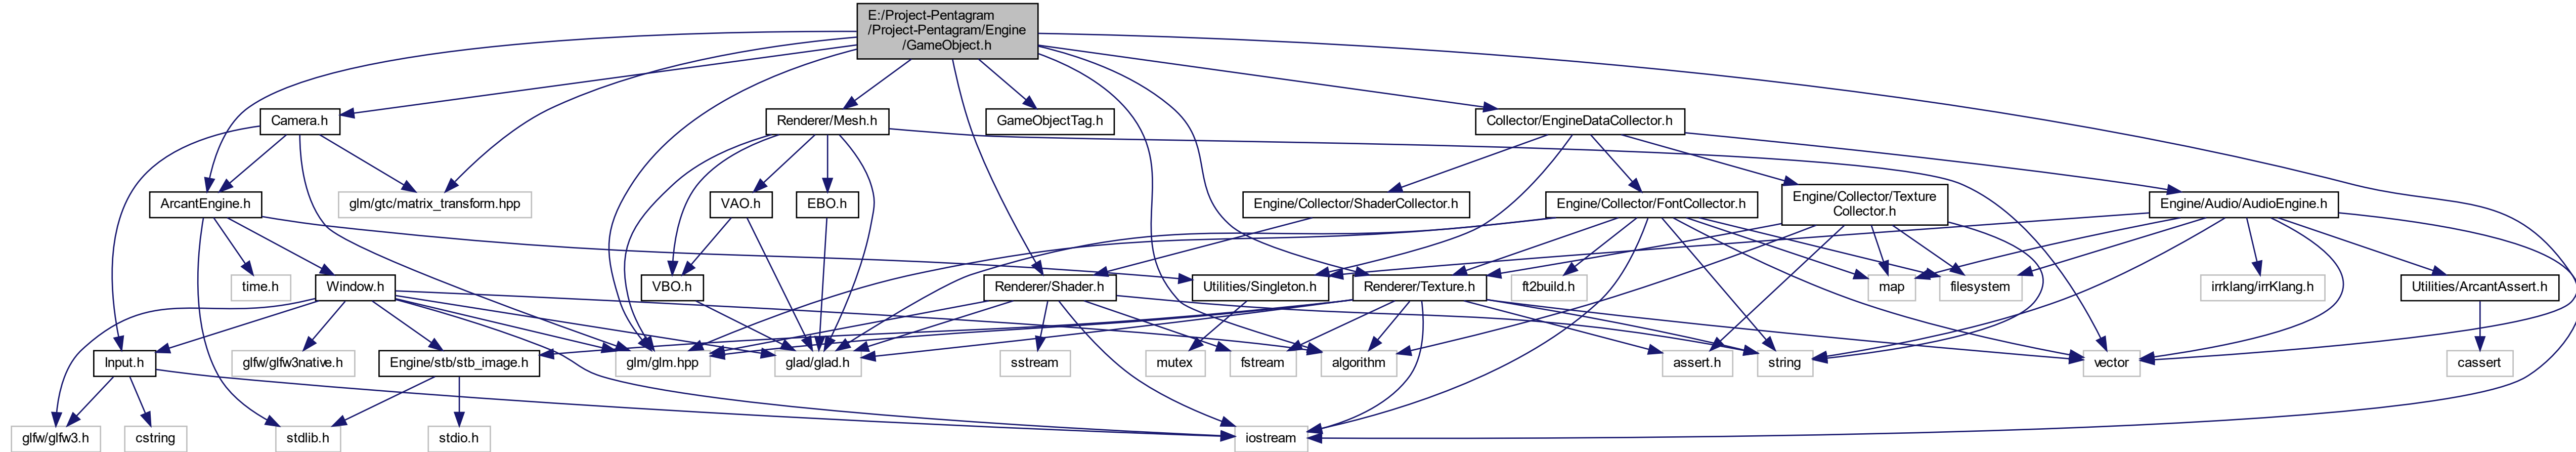 E:/Project-Pentagram
/Project-Pentagram/Engine
/GameObject.h
Camera.h
Renderer/Mesh.h
GameObjectTag.h
Collector/EngineDataCollector.h
ArcantEngine.h
glm/gtc/matrix_transform.hpp
VAO.h
EBO.h
Engine/Collector/ShaderCollector.h
Engine/Collector/FontCollector.h
Engine/Collector/Texture
Collector.h
Engine/Audio/AudioEngine.h
time.h
Window.h
VBO.h
Renderer/Shader.h
Utilities/Singleton.h
Renderer/Texture.h
ft2build.h
map
filesystem
irrklang/irrKlang.h
Utilities/ArcantAssert.h
Input.h
glfw/glfw3native.h
Engine/stb/stb_image.h
glm/glm.hpp
glad/glad.h
sstream
mutex
fstream
algorithm
assert.h
string
vector
cassert
glfw/glfw3.h
cstring
stdlib.h
stdio.h
iostream